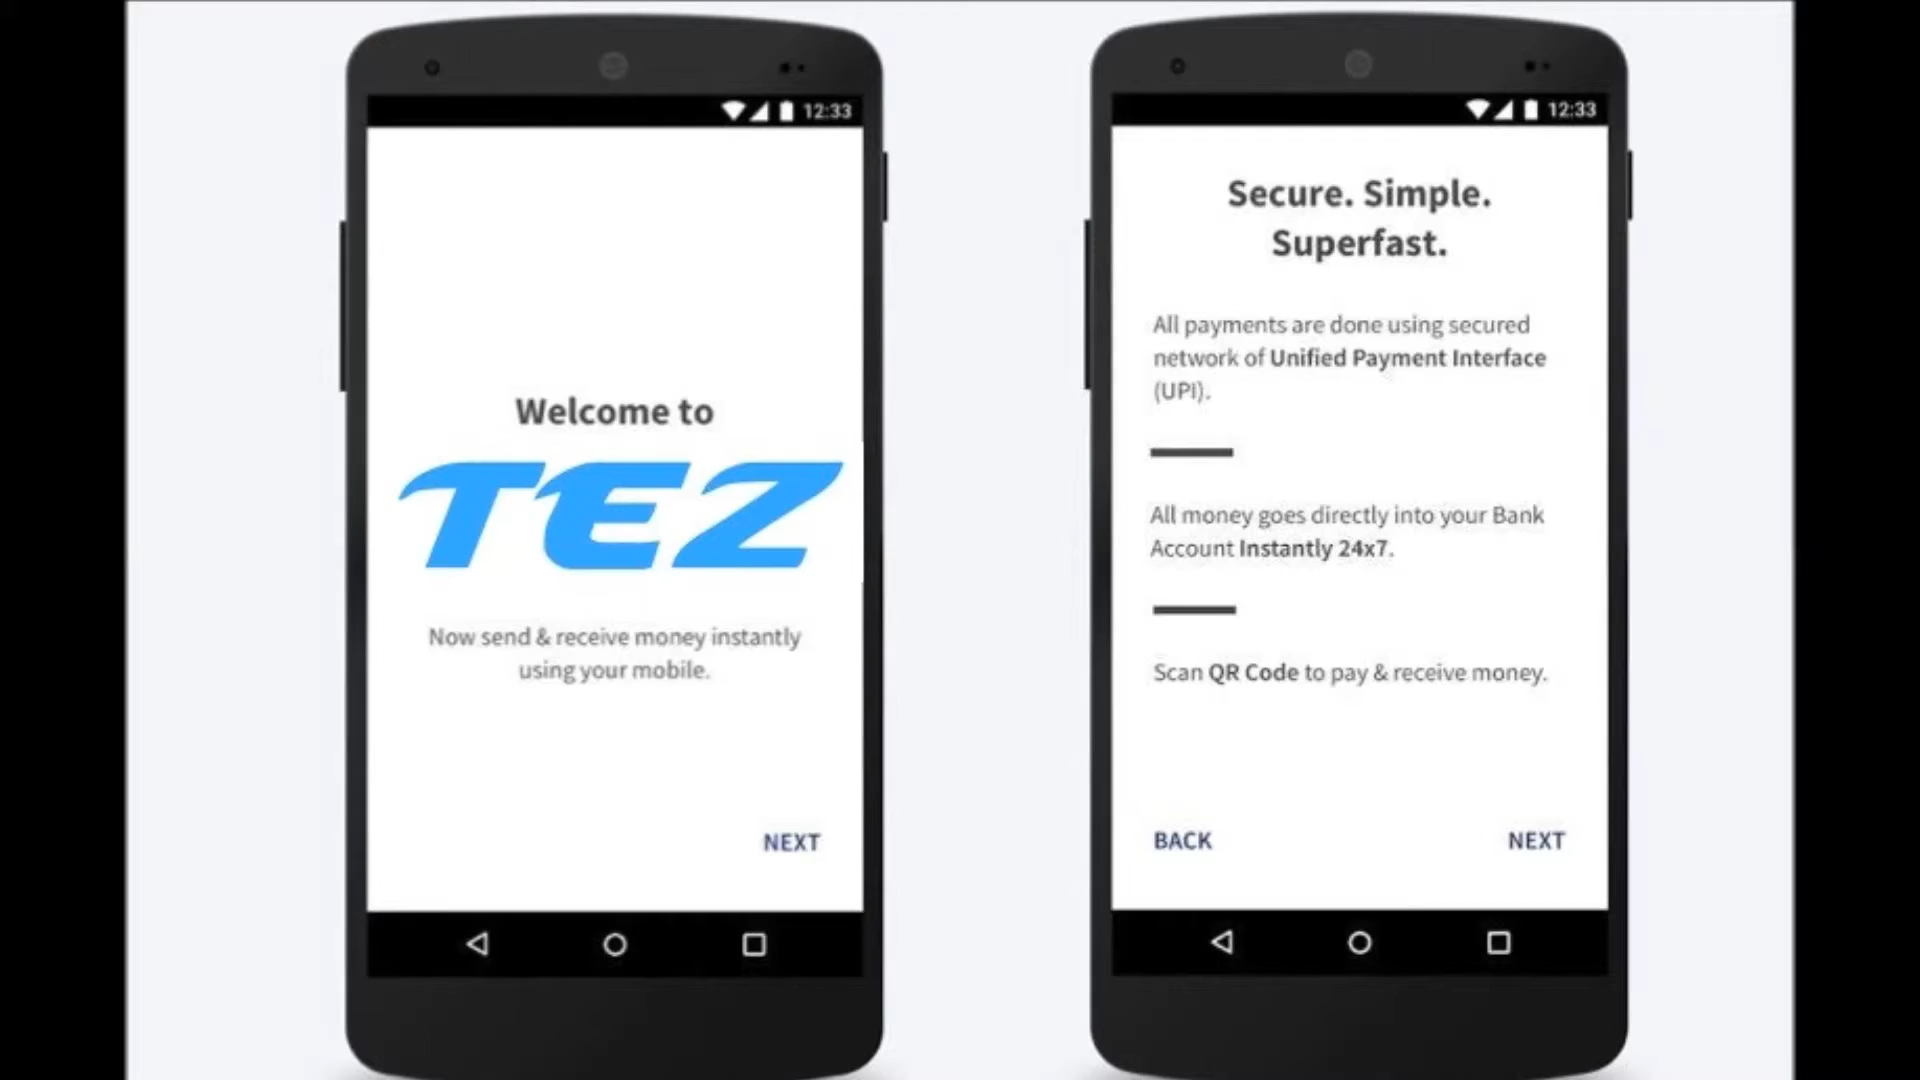 12:33
Welcome to
TEZ
Now send & receive money instantly
using your mobile.
NEXT
12:33
Secure. Simple.
Superfast.
All payments are done using secured
network of Unified Payment Interface
(UPI).
All money goes directly into your Bank
Account Instantly 24x7.
Scan QR Code to pay & receive money.
BACK
NEXT